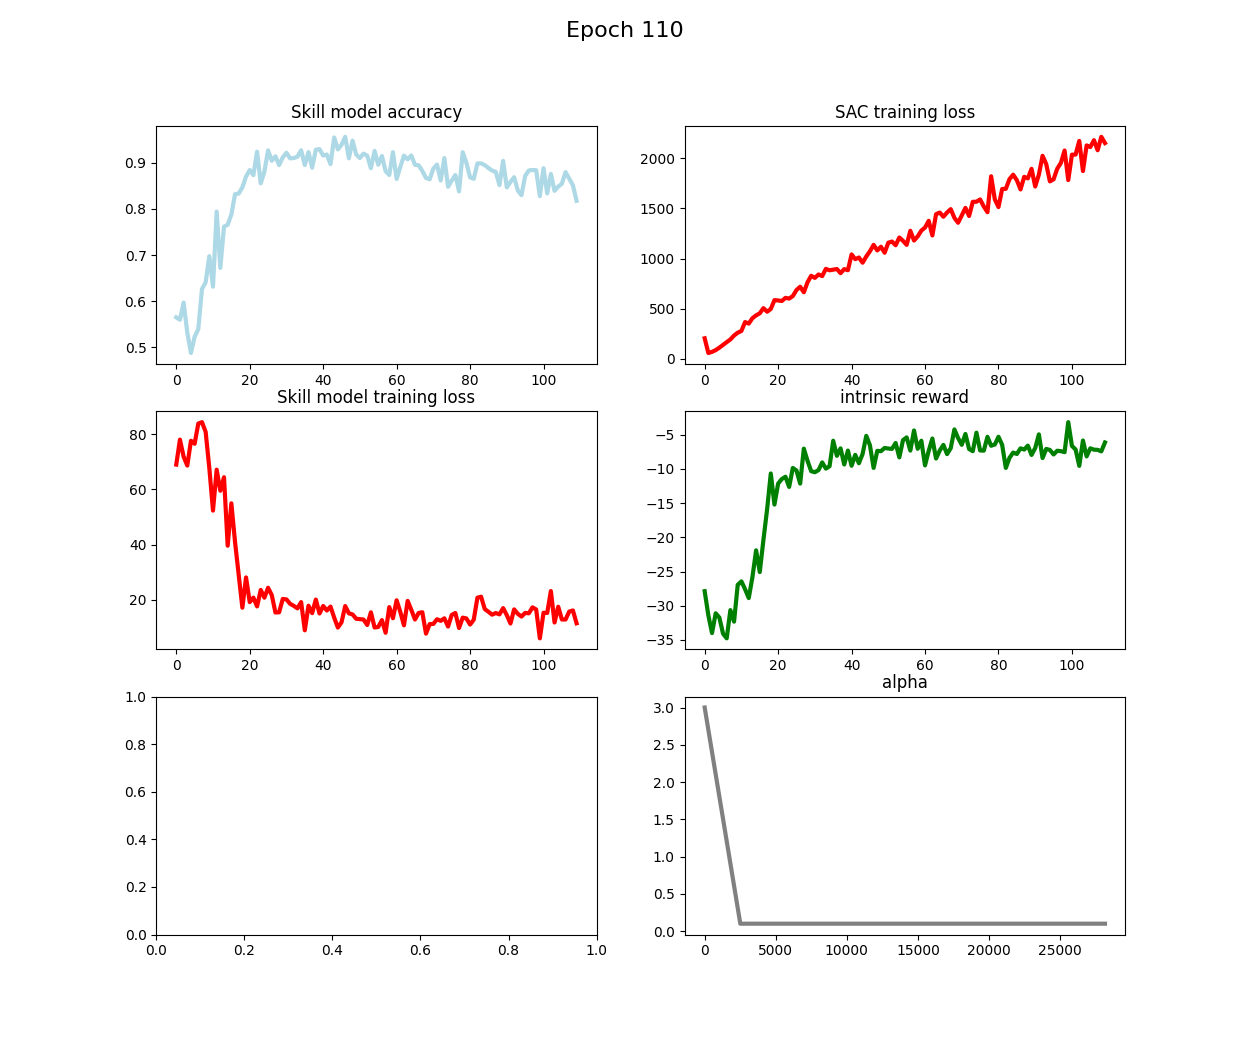 Epoch 110
Skill model accuracy
0.9
0.8
0.7
0.6
0.5
0 20 40 60 80 100
SAC training loss
2000
1500
1000
500
0
0 20 40 60 80 100
Skill model training loss
80
60
40
20
0 20 40 60 80 100
intrinsic reward
−5
−10
−15
−20
−25
−30
−35
0 20 40 60 80 100
1.0
0.8
0.6
0.4
0.2
0.0
0.0 0.2 0.4 0.6 0.8 1.0
alpha
3.0
2.5
2.0
1.5
1.0
0.5
0.0
0 5000 10000 15000 20000 25000